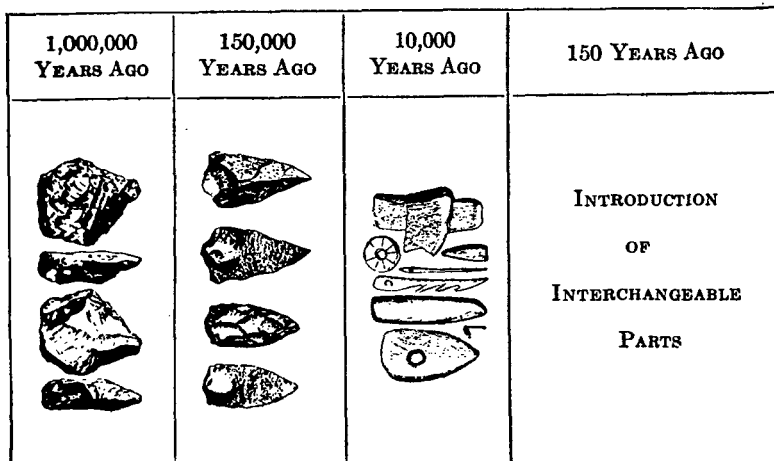 1,000,000
YEARS AGO
150,000
YEARS AGO
10,000
YEARS AGO
150 YEARS AGO
INTRODUCTION
OF
INTERCHANGEABLE
PARTS